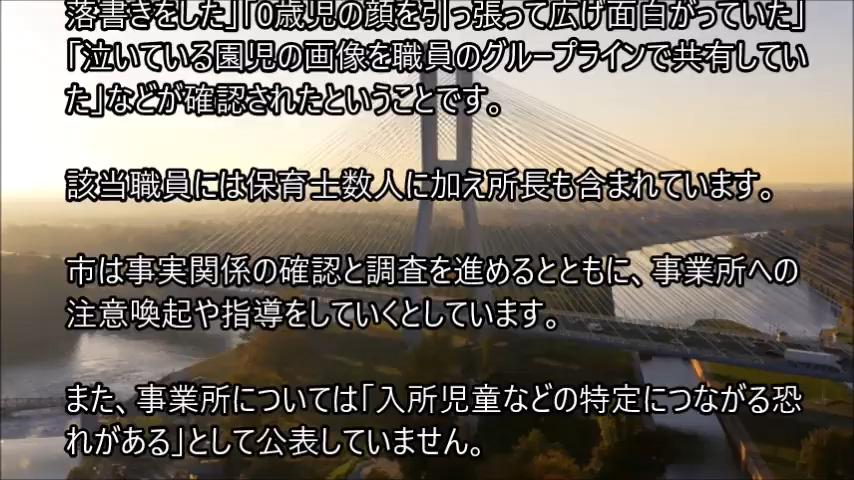 落書きをした」「0歳児の顔を引っ張って広げ面白がっていた」
「泣いている園児の画像を職員のグループラインで共有してい
た」などが確認されたということです。
該当職員には保育士数人に加え所長も含まれています。
市は事実関係の確認と調査を進めるとともに、事業所への
注意喚起や指導をしていくとしています。
また、事業所については「入所児童などの特定につながる恐
れがある」として公表していません。